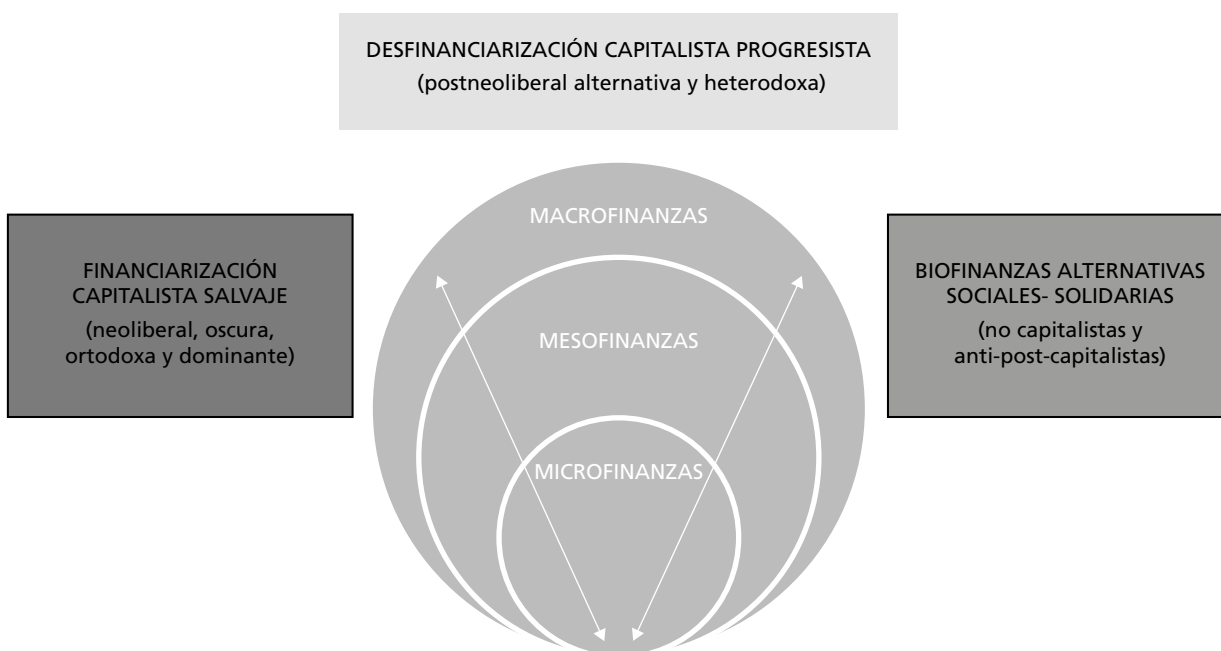 DESFINANCIARIZACIÓN CAPITALISTA PROGRESISTA
(postneoliberal alternativa y heterodoxa)
FINANCIARIZACIÓN
CAPITALISTA SALVAJE
(neoliberal, oscura,
ortodoxa y dominante)
MACROFINANZAS
MESOFINANZAS
MICROFINANZAS
BIOFINANZAS ALTERNATIVAS
SOCIALES- SOLIDARIAS
(no capitalistas y
anti-post-capitalistas)